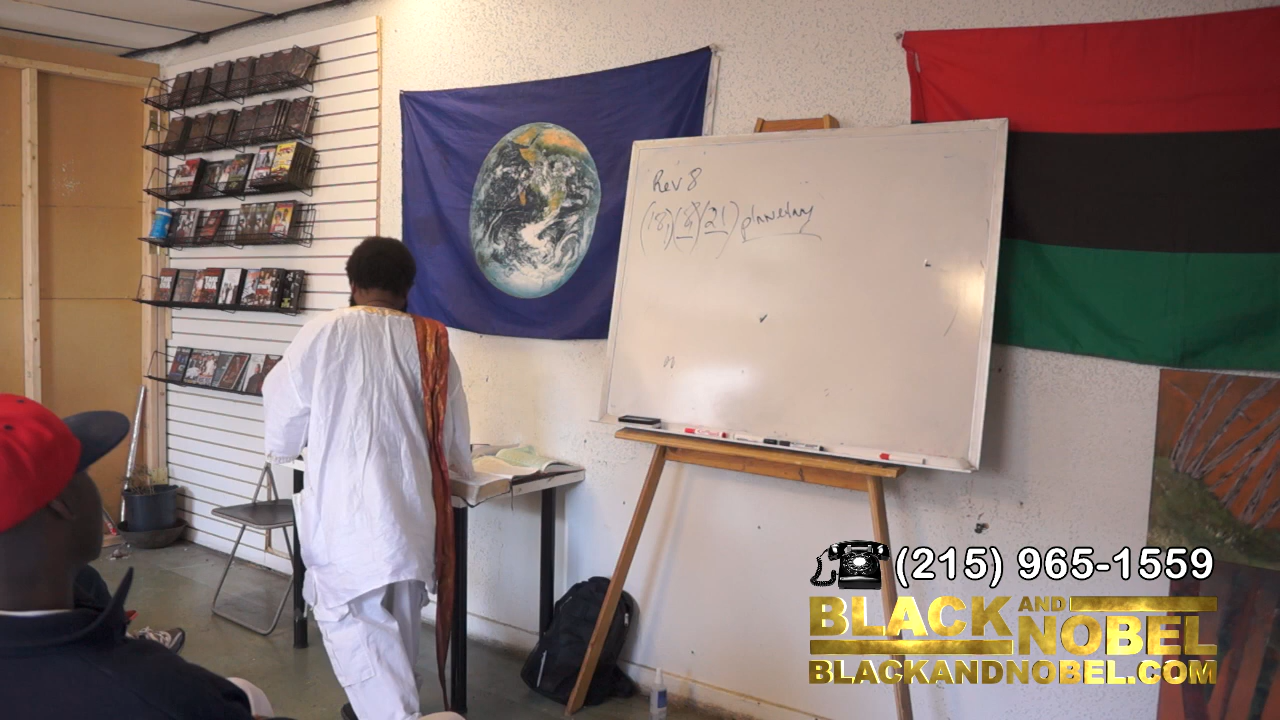 Rev 8
planetary
(215) 965-1559
BLACK AND NOBEL
BLACKANDNOBEL.COM